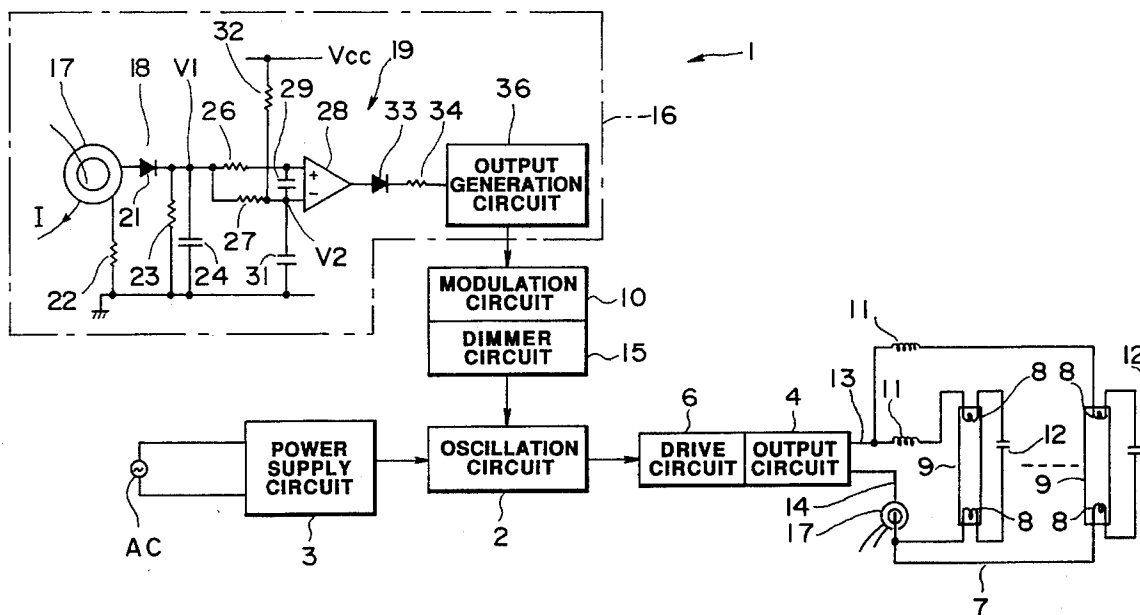 32
Vcc
1
17
18
V1
19
36
26
29
28
33
34
16
OUTPUT
GENERATION
CIRCUIT
+
−
I
21
27
V2
23
24
31
22
MODULATION
CIRCUIT
10
DIMMER
CIRCUIT
15
11
12
13
11
8
8
6
4
POWER
SUPPLY
CIRCUIT
OSCILLATION
CIRCUIT
DRIVE
CIRCUIT
OUTPUT
CIRCUIT
9
12
9
14
17
8
8
AC
3
2
7